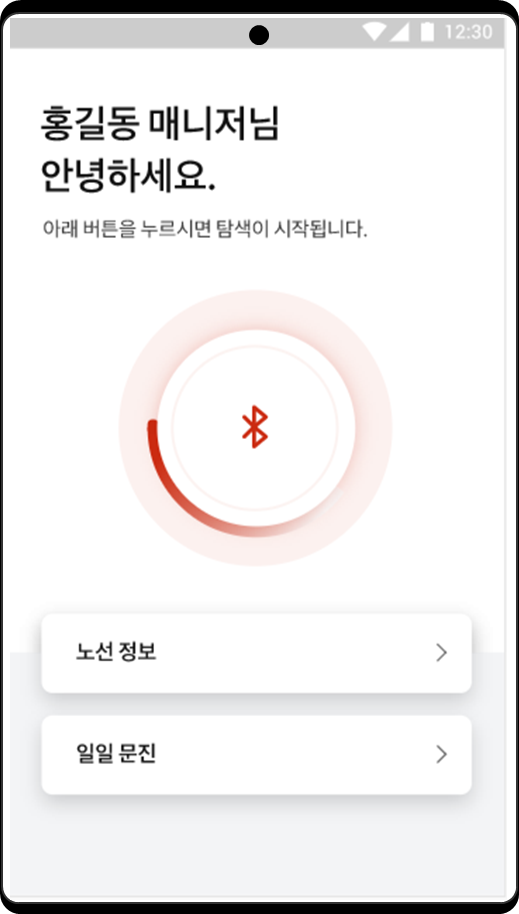 12:30
홍길동 매니저님
안녕하세요.
아래 버튼을 누르시면 탐색이 시작됩니다.
노선 정보
일일 문진